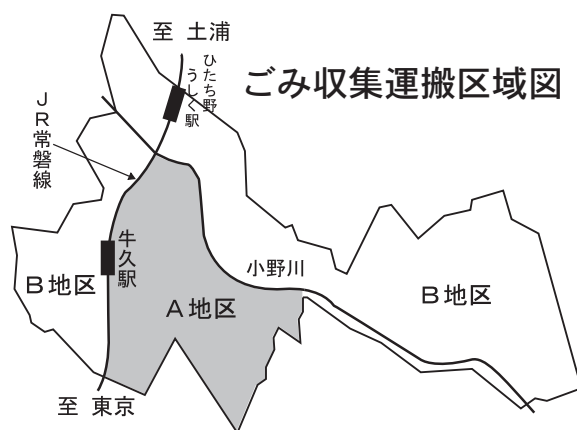 至 土浦
ひたち野
うしく駅
ごみ収集運搬区域図
JR常磐線
牛久駅
小野川
B地区
A地区
B地区
至 東京